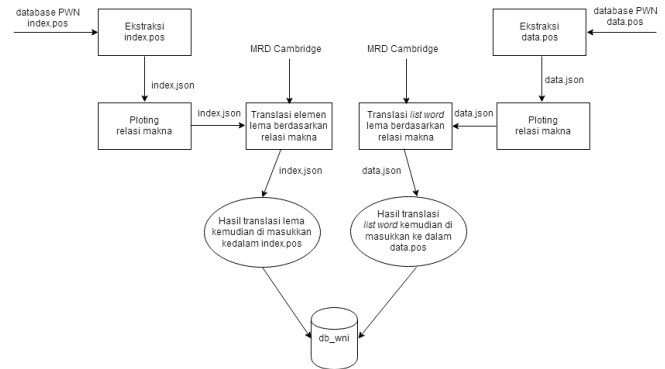 database PWN
index.pos
Ekstraksi
index.pos
index.json
Ploting
relasi makna
index.json
MRD Cambridge
Translasi elemen
lema berdasarkan
relasi makna
index.json
Hasil translasi lema
kemudian di masukkan
kedalam index.pos
database PWN
data.pos
Ekstraksi
data.pos
data.json
Ploting
relasi makna
data.json
MRD Cambridge
Translasi list word
lema berdasarkan
relasi makna
data.json
Hasil translasi
list word kemudian di
masukkan ke dalam
data.pos
db_wni